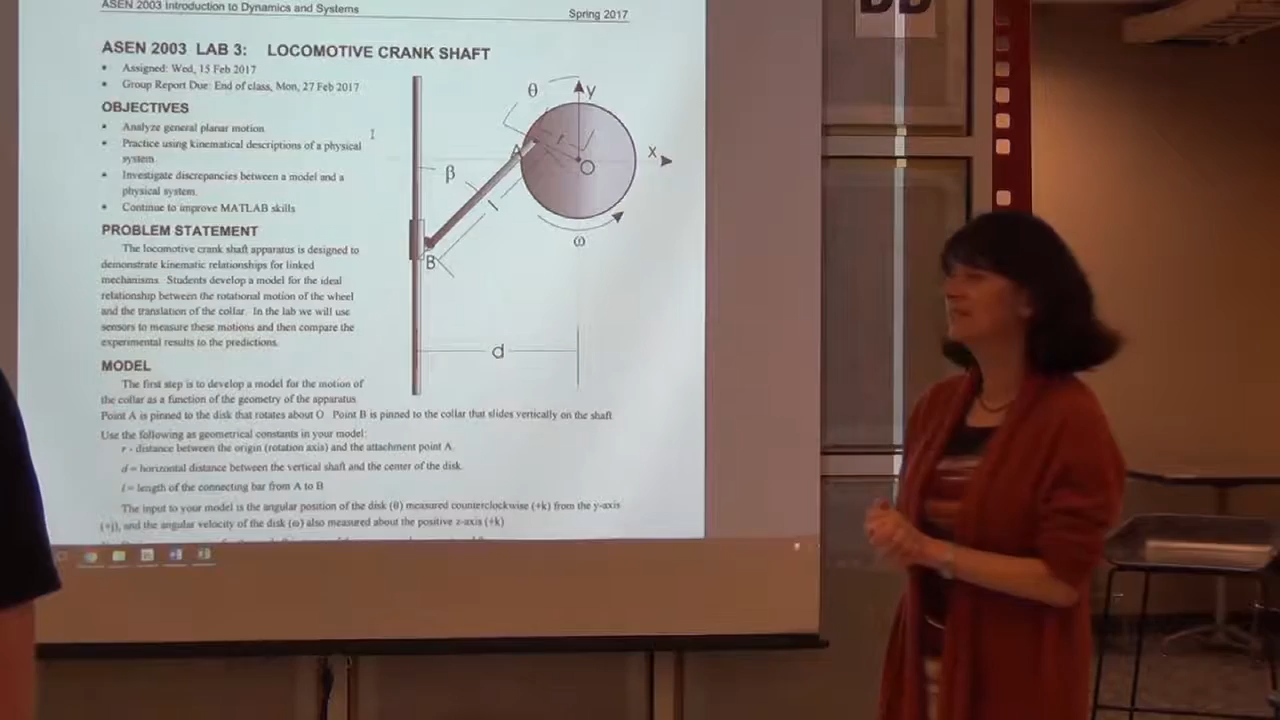 ASEN 2003 Introduction to Dynamics and Systems
Spring 2017
ASEN 2003 LAB 3: LOCOMOTIVE CRANK SHAFT
• Assigned: Wed, 15 Feb 2017
• Group Report Due: End of class, Mon, 27 Feb 2017
OBJECTIVES
• Analyze general planar motion
• Practice using kinematical descriptions of a physical
system.
• Investigate discrepancies between a model and a
physical system.
• Continue to improve MATLAB skills
PROBLEM STATEMENT
The locomotive crank shaft apparatus is designed to
demonstrate kinematic relationships for linked
mechanisms. Students develop a model for the ideal
relationship between the rotational motion of the wheel
and the translation of the collar. In the lab we will use
sensors to measure these motions and then compare the
experimental results to the predictions.
θ
y
A
r
x
O
β
l
ω
B
d
MODEL
The first step is to develop a model for the motion of
the collar as a function of the geometry of the apparatus.
Point A is pinned to the disk that rotates about O. Point B is pinned to the collar that slides vertically on the shaft.
Use the following as geometrical constants in your model:
r - distance between the origin (rotation axis) and the attachment point A.
d = horizontal distance between the vertical shaft and the center of the disk.
l = length of the connecting bar from A to B
The input to your model is the angular position of the disk (θ) measured counterclockwise (+k) from the y-axis
(+j), and the angular velocity of the disk (ω) also measured about the positive z-axis (+k)